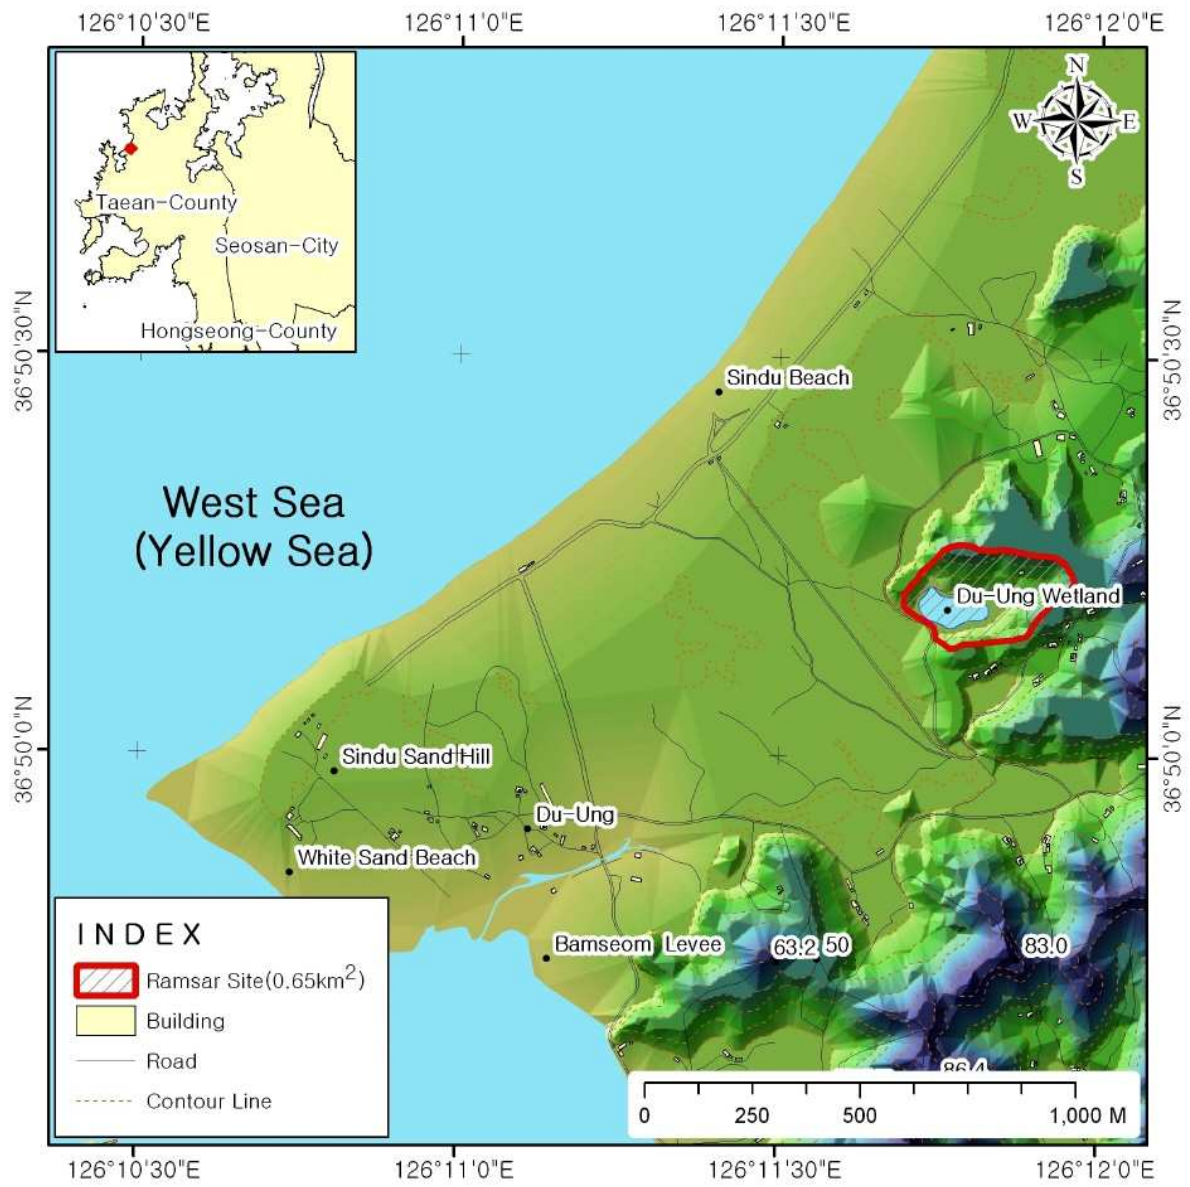 126°10'30"E
126°11'0"E
126°11'30"E
126°12'0"E
N
W
E
S
Taean-County
Seosan-City
Hongseong-County
36°50'30"N
36°50'30"N
Sindu Beach
West Sea
(Yellow Sea)
Du-Ung Wetland
36°50'0"N
36°50'0"N
Sindu Sand Hill
Du-Ung
White Sand Beach
Bamseom Levee
63.2 50
83.0
86.4
INDEX
Ramsar Site(0.65km²)
Building
Road
Contour Line
0
250
500
1,000 M
126°10'30"E
126°11'0"E
126°11'30"E
126°12'0"E